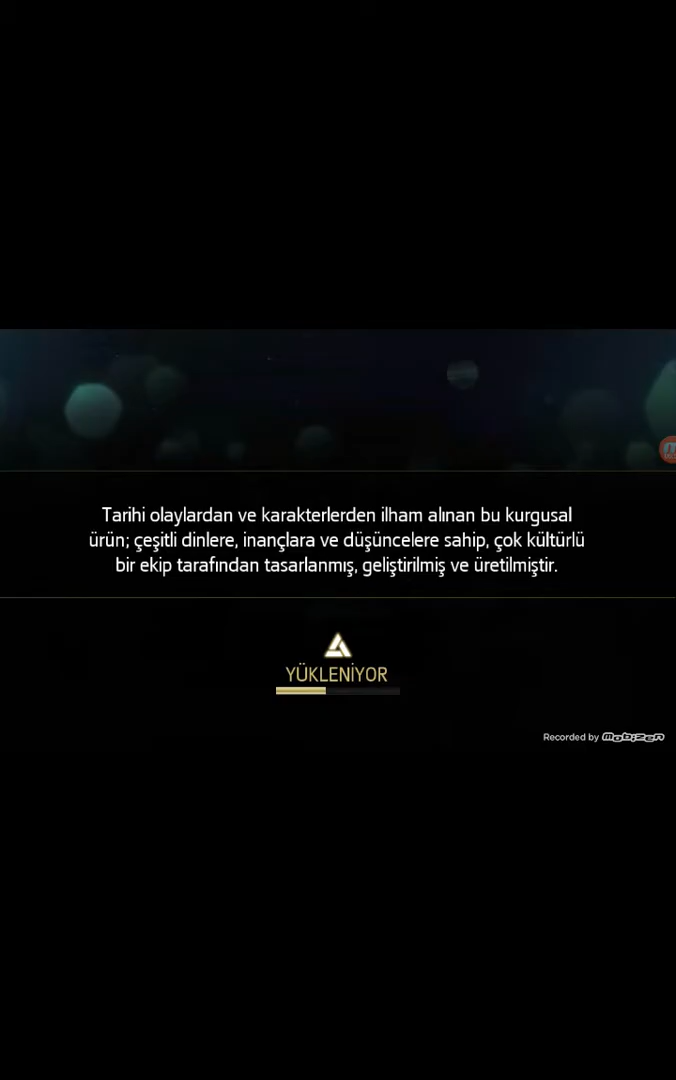 Tarihi olaylardan ve karakterlerden ilham alınan bu kurgusal
ürün; çeşitli dinlere, inançlara ve düşüncelere sahip, çok kültürlü
bir ekip tarafından tasarlanmış, geliştirilmiş ve üretilmiştir.
YÜKLENİYOR
Recorded by Mobizen